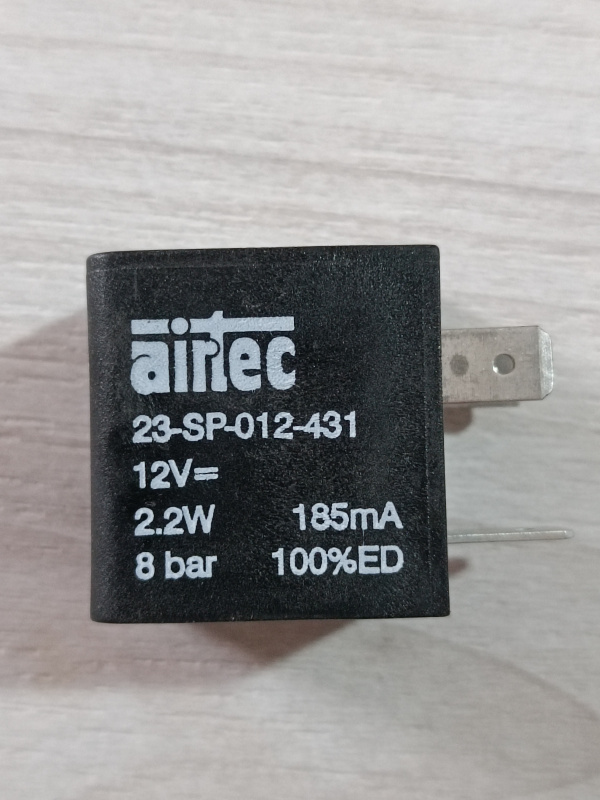 airtec
23-SP-012-431
12V=
2.2W 185mA
8 bar 100%ED